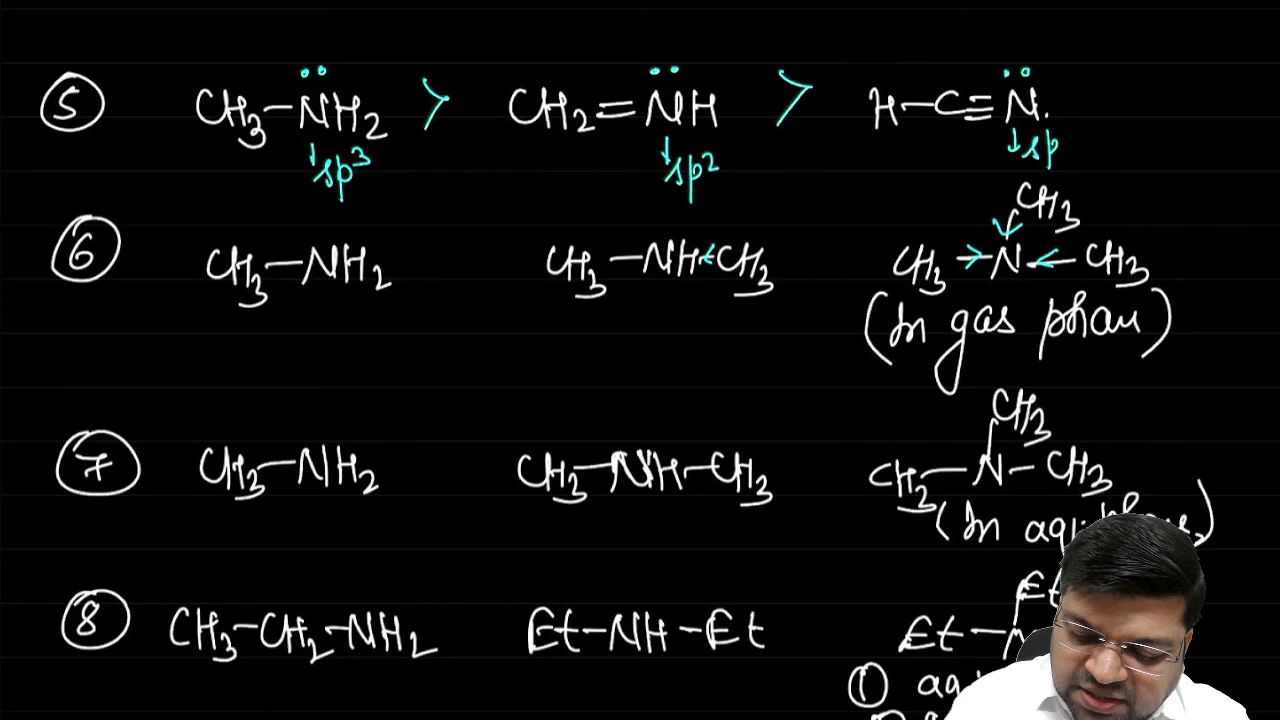 ⑤ CH3–N̈H2 > CH2=N̈H > H–C≡N̈.
↓sp³ ↓sp² ↓sp
CH3
⑥ CH3–NH2 CH3–NH←CH3 CH3→N←CH3
(In gas phase)
CH3
⑦ CH3–NH2 CH3–NH–CH3 CH3–N–CH3
(In aq.
Et
⑧ CH3–CH2–NH2 Et–NH–Et Et–N
① aq